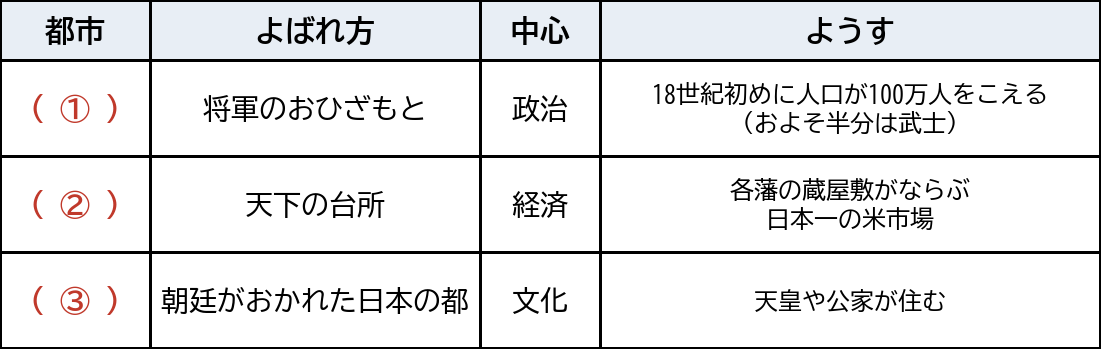 都市 よばれ方 中心 ようす
( ① ) 将軍のおひざもと 政治 18世紀初めに人口が100万人をこえる
(およそ半分は武士)
( ② ) 天下の台所 経済 各藩の蔵屋敷がならぶ
日本一の米市場
( ③ ) 朝廷がおかれた日本の都 文化 天皇や公家が住む